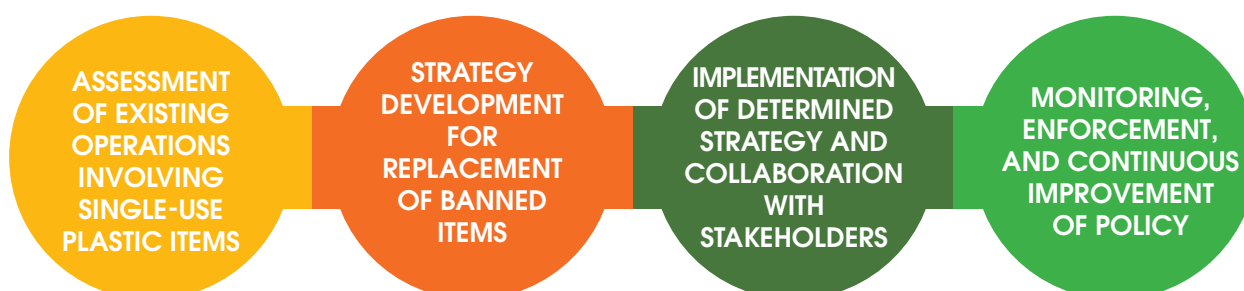 ASSESSMENT
OF EXISTING
OPERATIONS
INVOLVING
SINGLE-USE
PLASTIC ITEMS
STRATEGY
DEVELOPMENT
FOR
REPLACEMENT
OF BANNED
ITEMS
IMPLEMENTATION
OF DETERMINED
STRATEGY AND
COLLABORATION
WITH
STAKEHOLDERS
MONITORING,
ENFORCEMENT,
AND CONTINUOUS
IMPROVEMENT
OF POLICY